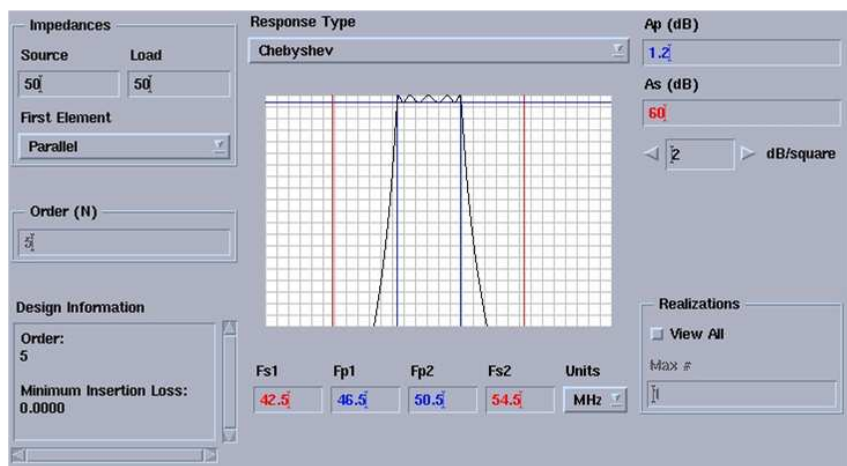 Impedances
Source Load
50 50
First Element
Parallel
Order (N)
5
Design Information
Order:
5
Minimum Insertion Loss:
0.0000
Response Type
Chebyshev
Fs1 Fp1 Fp2 Fs2 Units
42.5 46.5 50.5 54.5 MHz
Ap (dB)
1.2
As (dB)
60
2 dB/square
Realizations
View All
Max #
1